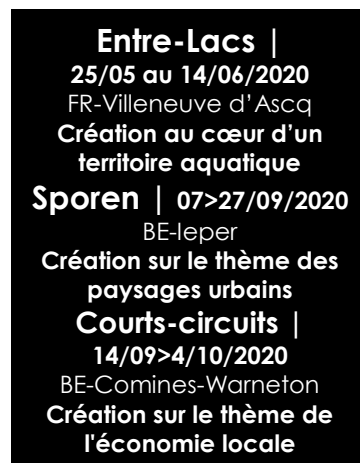 Entre-Lacs |
25/05 au 14/06/2020
FR-Villeneuve d’Ascq
Création au cœur d’un
territoire aquatique
Sporen | 07>27/09/2020
BE-Ieper
Création sur le thème des
paysages urbains
Courts-circuits |
14/09>4/10/2020
BE-Comines-Warneton
Création sur le thème de
l'économie locale